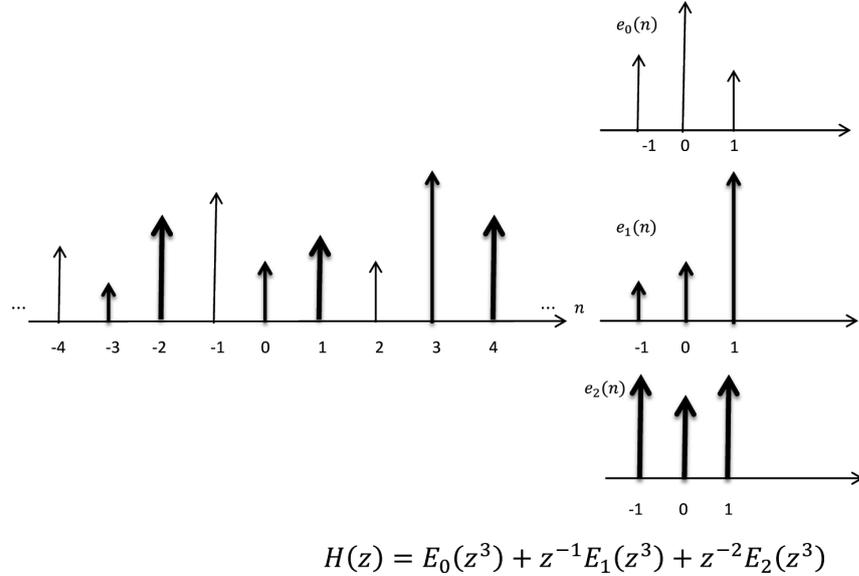 e₀(n)
-1 0 1
e₁(n)
... ... n
-4 -3 -2 -1 0 1 2 3 4
-1 0 1
e₂(n)
-1 0 1
H(z) = E₀(z³) + z⁻¹E₁(z³) + z⁻²E₂(z³)